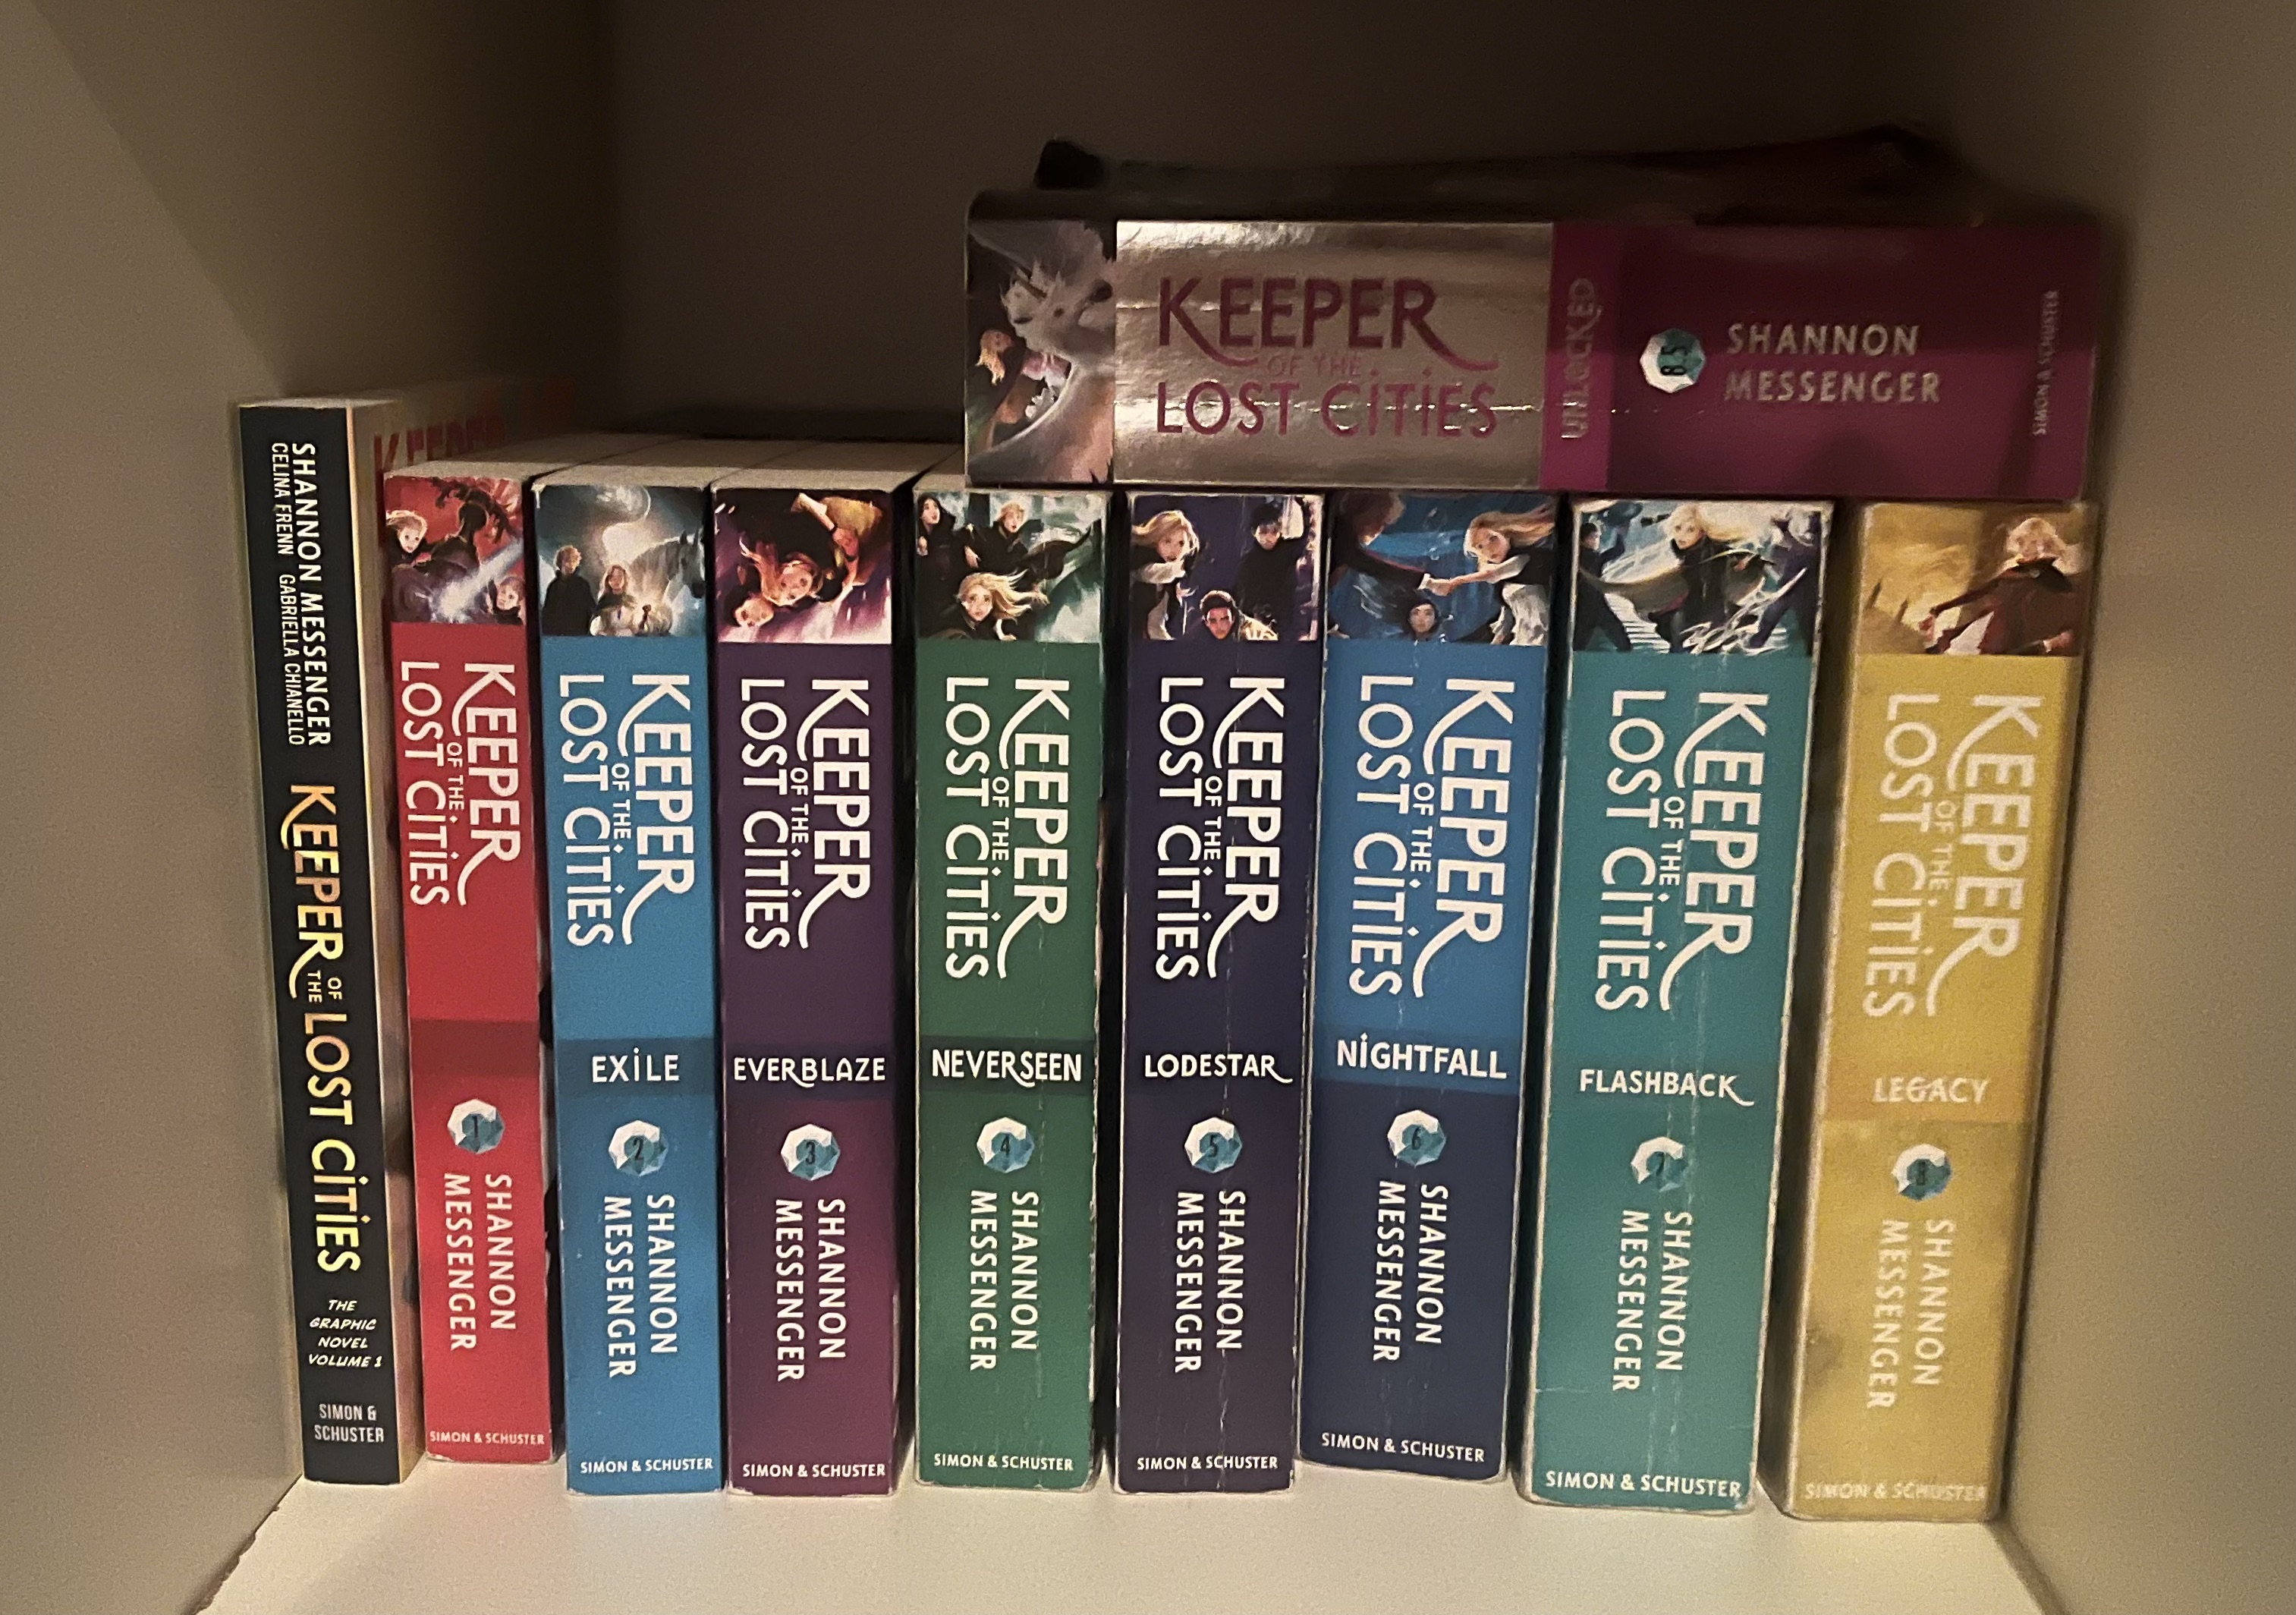 SHANNON MESSENGER
CELINA FRENN GABRIELLA CHIANELLO
KEEPER
OF
THE
LOST CITIES
THE
GRAPHIC
NOVEL
VOLUME 1
SIMON &
SCHUSTER
KEEPER
KEEPER
OF THE
LOST CITIES
1
SHANNON
MESSENGER
SIMON & SCHUSTER
KEEPER
OF THE
LOST CITIES
EXILE
2
SHANNON
MESSENGER
SIMON & SCHUSTER
KEEPER
OF THE
LOST CITIES
EVERBLAZE
3
SHANNON
MESSENGER
SIMON & SCHUSTER
KEEPER
OF THE
LOST CITIES
NEVERSEEN
4
SHANNON
MESSENGER
SIMON & SCHUSTER
KEEPER
OF THE
LOST CITIES
LODESTAR
5
SHANNON
MESSENGER
SIMON & SCHUSTER
KEEPER
OF THE
LOST CITIES
NIGHTFALL
6
SHANNON
MESSENGER
SIMON & SCHUSTER
KEEPER
OF THE
LOST CITIES
FLASHBACK
7
SHANNON
MESSENGER
SIMON & SCHUSTER
KEEPER
OF THE
LOST CITIES
LEGACY
8
SHANNON
MESSENGER
SIMON & SCHUSTER
KEEPER
OF THE
LOST CITIES
UNLOCKED
8.5
SHANNON
MESSENGER